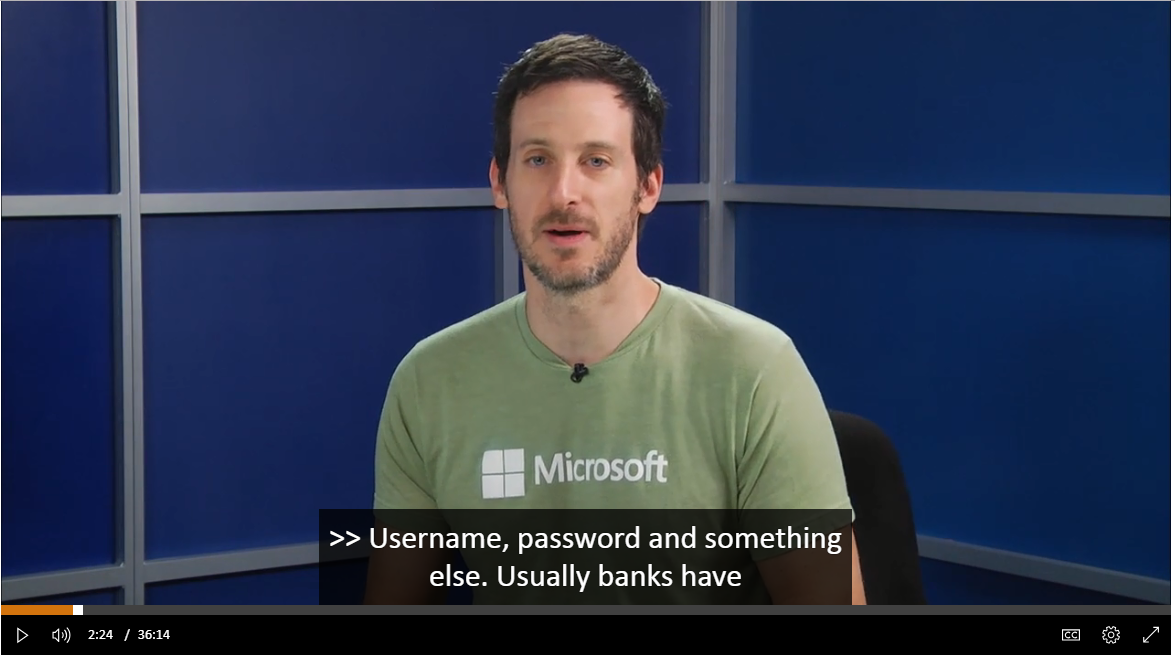 Microsoft
>> Username, password and something
else. Usually banks have
2:24 / 36:14
CC